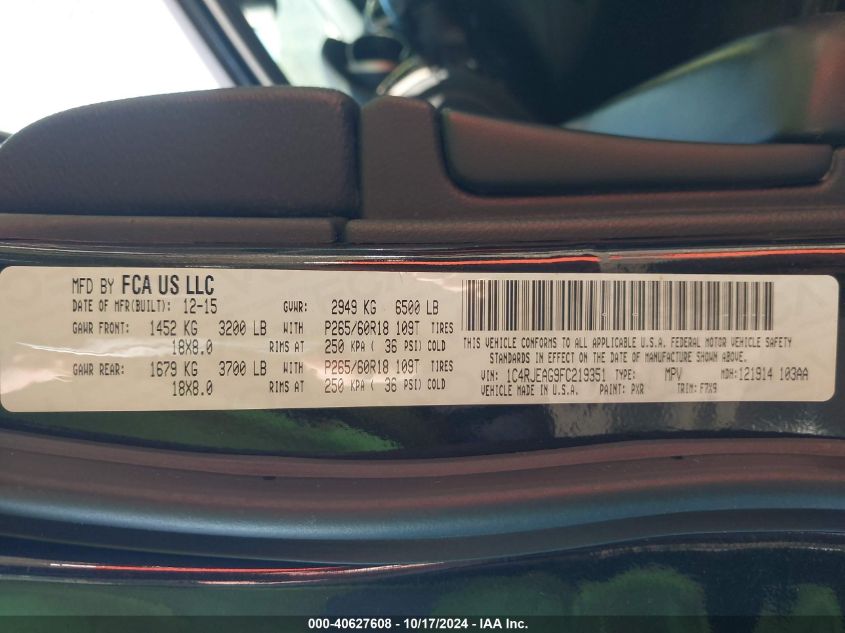 MFD BY FCA US LLC
DATE OF MFR(BUILT): 12-15 GVWR: 2949 KG 6500 LB
GAWR FRONT: 1452 KG 3200 LB WITH P265/60R18 109T TIRES
18X8.0 RIMS AT 250 KPA ( 36 PSI) COLD
GAWR REAR: 1679 KG 3700 LB WITH P265/60R18 109T TIRES
18X8.0 RIMS AT 250 KPA ( 36 PSI) COLD
THIS VEHICLE CONFORMS TO ALL APPLICABLE U.S.A. FEDERAL MOTOR VEHICLE SAFETY
STANDARDS IN EFFECT ON THE DATE OF MANUFACTURE SHOWN ABOVE.
VIN: 1C4RJEAG9FC219351 TYPE: MPV MDH: 121914 103AA
VEHICLE MADE IN U.S.A. PAINT: PXR TRIM: F7X9
000-40627608 - 10/17/2024 - IAA Inc.